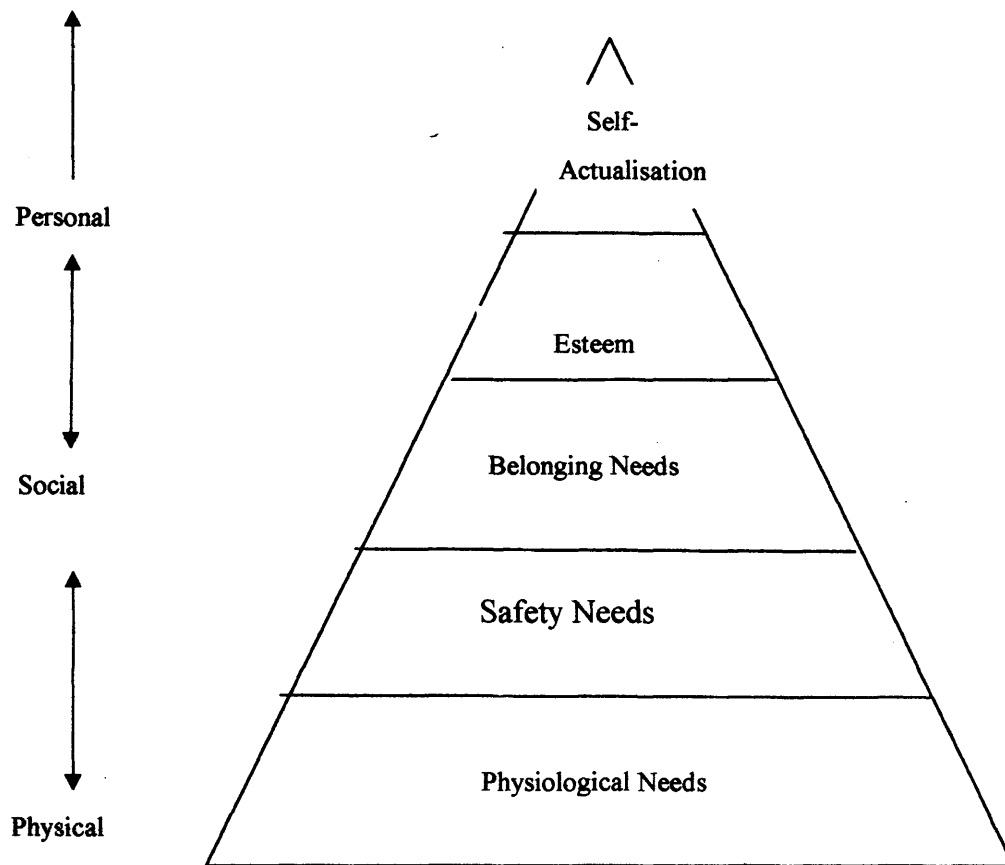 Self-
Actualisation
Personal
Esteem
Belonging Needs
Social
Safety Needs
Physiological Needs
Physical